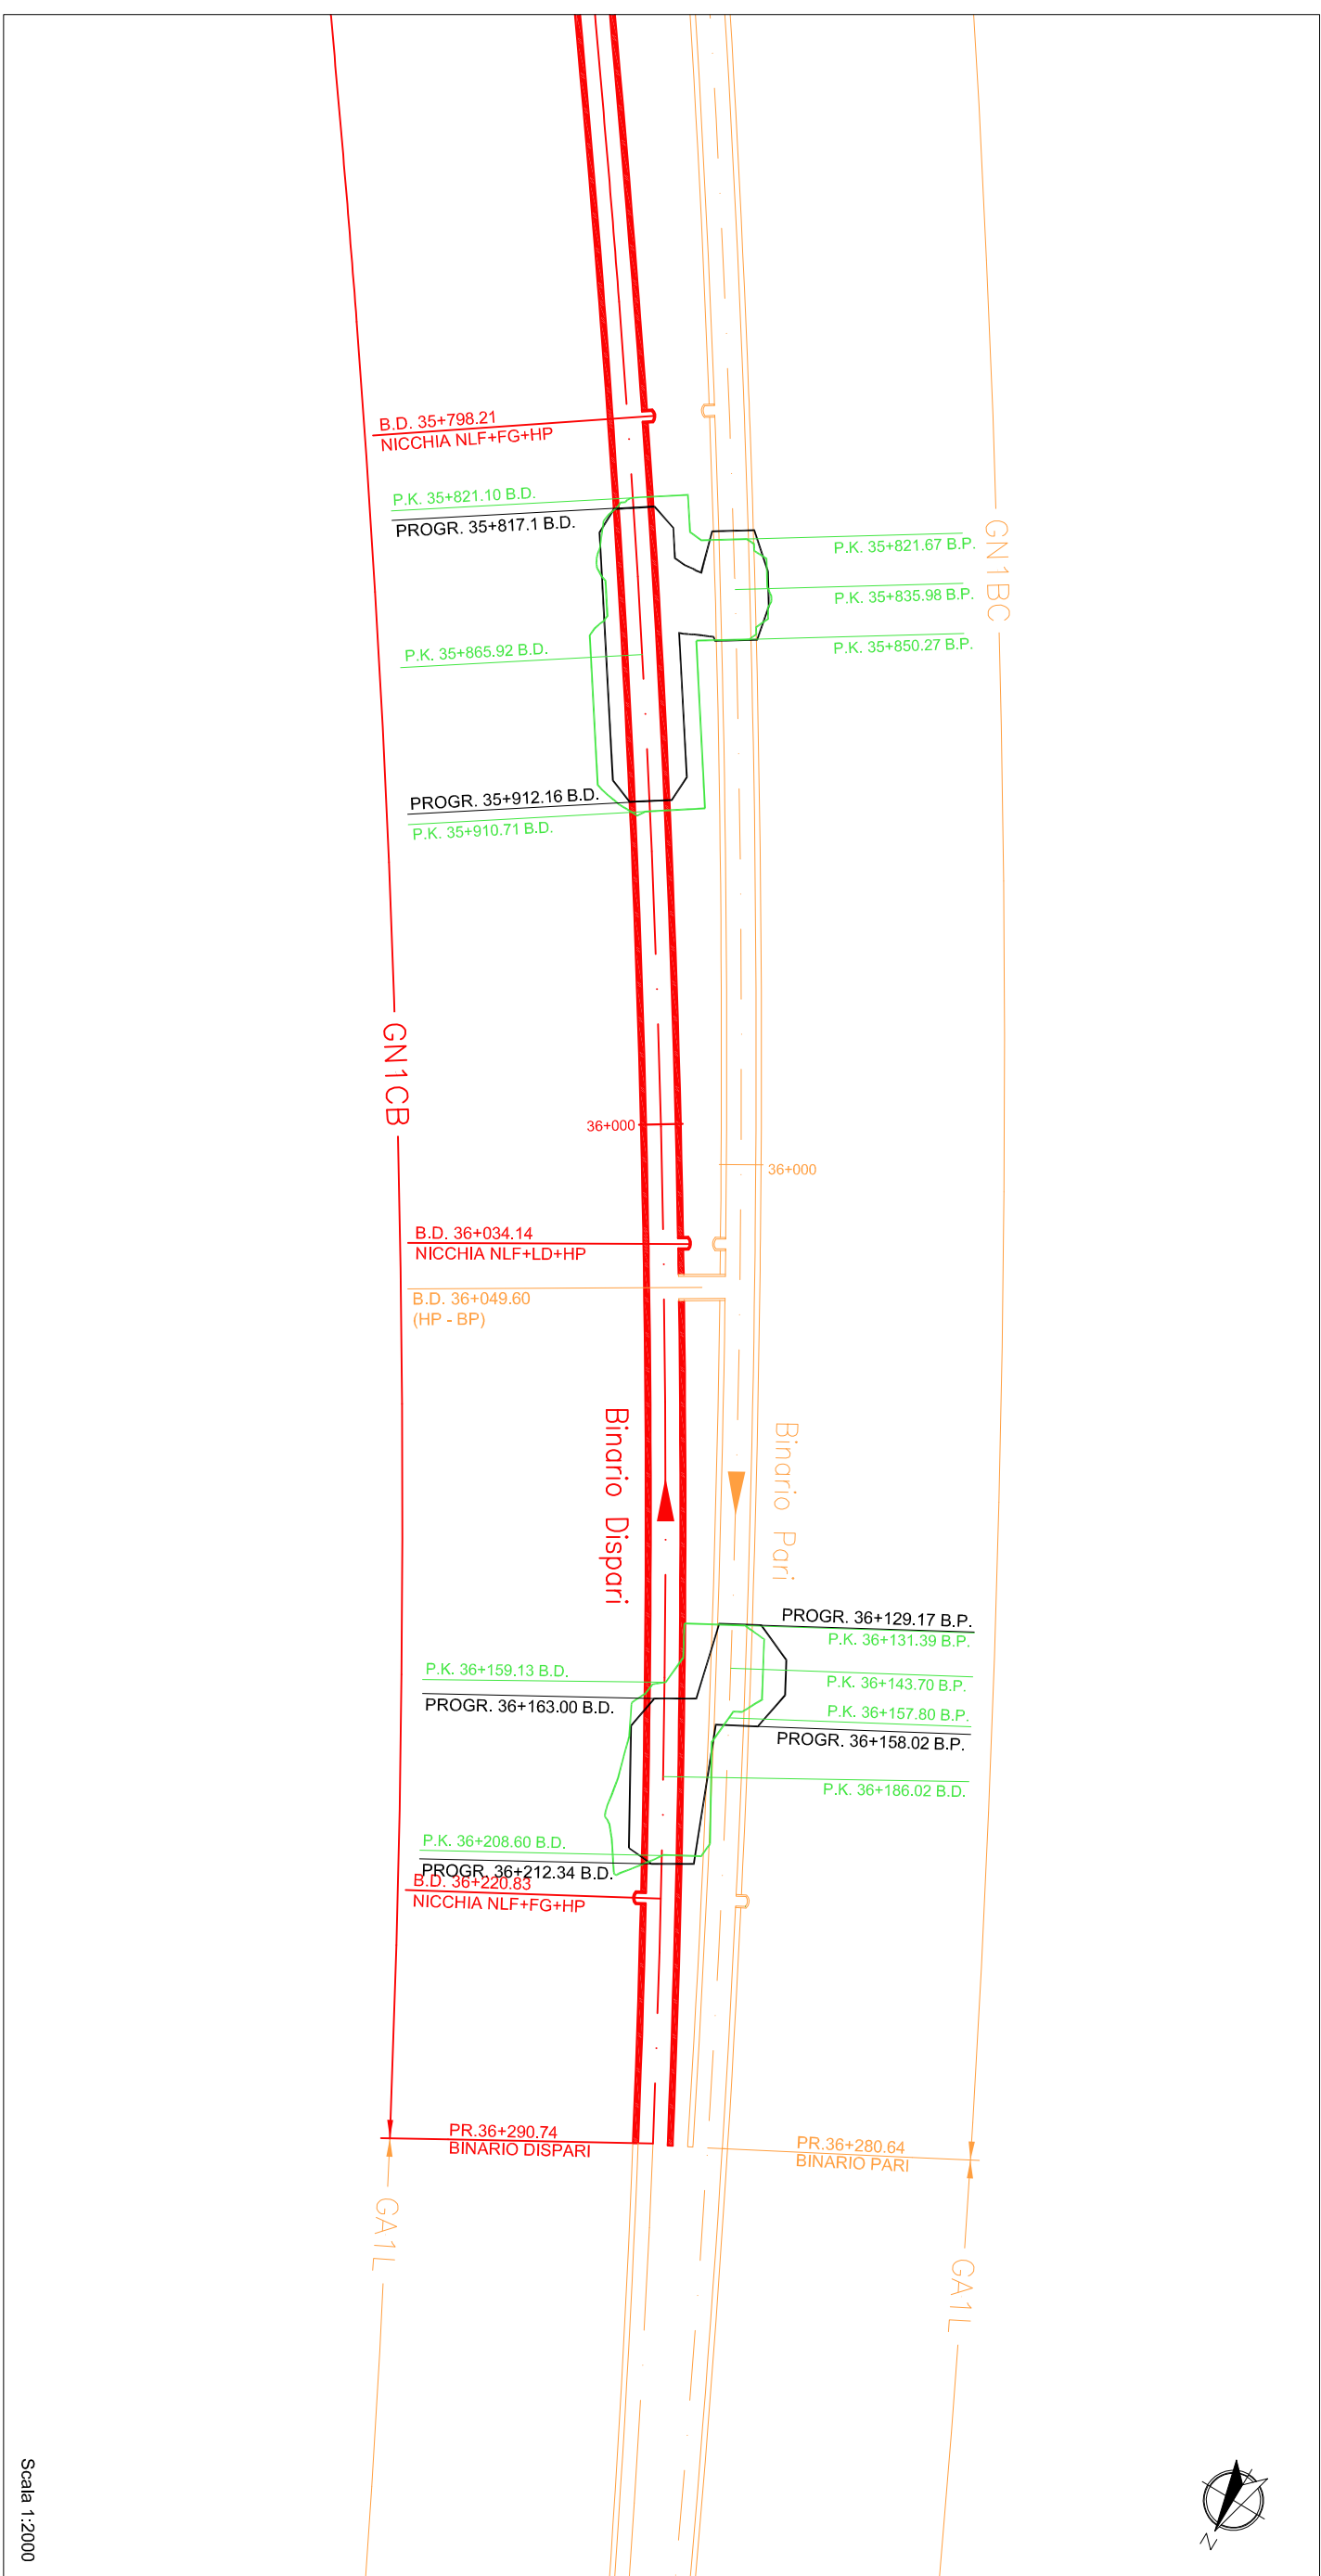 B.D. 35+798.21
NICCHIA NLF+FG+HP
P.K. 35+821.10 B.D.
PROGR. 35+817.1 B.D.
GN1BC
P.K. 35+821.67 B.P.
P.K. 35+835.98 B.P.
P.K. 35+850.27 B.P.
P.K. 35+865.92 B.D.
PROGR. 35+912.16 B.D.
P.K. 35+910.71 B.D.
GN1CB
36+000
36+000
B.D. 36+034.14
NICCHIA NLF+LD+HP
B.D. 36+049.60
(HP - BP)
Binario Dispari
Binario Pari
PROGR. 36+129.17 B.P.
P.K. 36+131.39 B.P.
P.K. 36+159.13 B.D.
P.K. 36+143.70 B.P.
PROGR. 36+163.00 B.D.
P.K. 36+157.80 B.P.
PROGR. 36+158.02 B.P.
P.K. 36+186.02 B.D.
P.K. 36+208.60 B.D.
PROGR. 36+212.34 B.D.
B.D. 36+220.83
NICCHIA NLF+FG+HP
PR.36+290.74
BINARIO DISPARI
PR.36+280.64
BINARIO PARI
GA1L
GA1L
Scala 1:2000
N